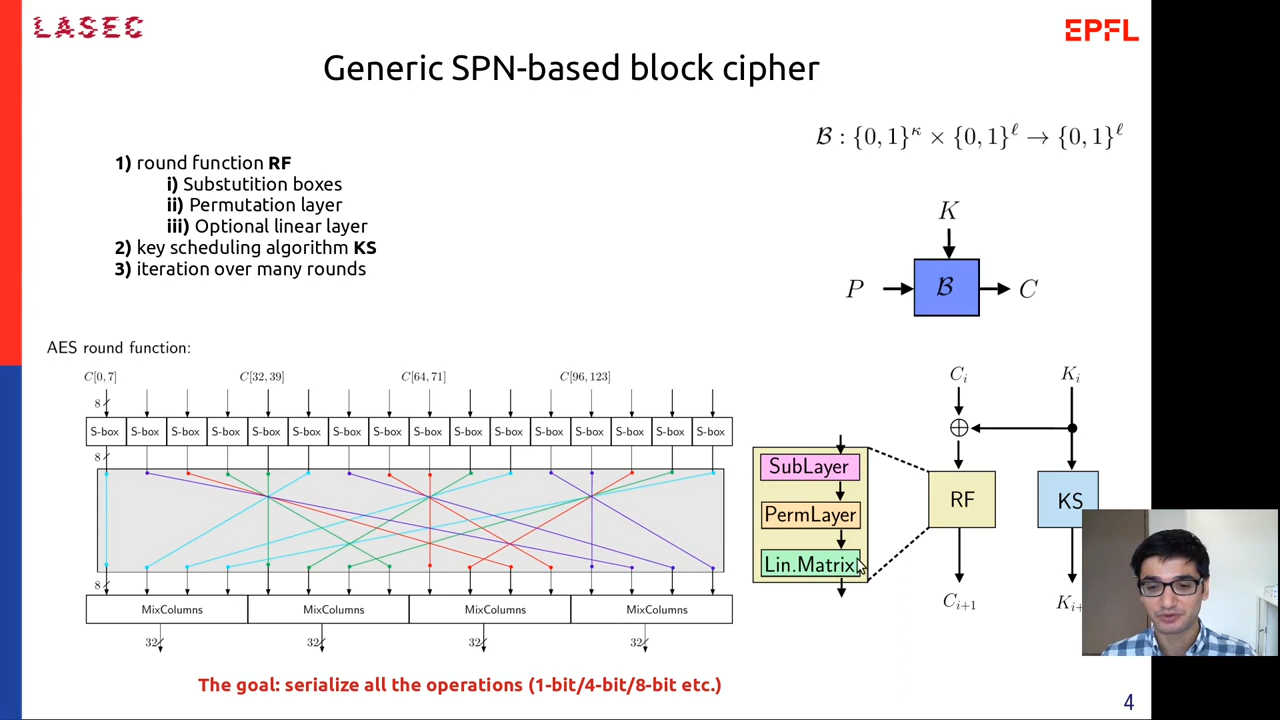 LASEC
EPFL
Generic SPN-based block cipher
B : {0, 1}^κ × {0, 1}^ℓ → {0, 1}^ℓ
1) round function RF
i) Substutition boxes
ii) Permutation layer
iii) Optional linear layer
2) key scheduling algorithm KS
3) iteration over many rounds
K
P B C
AES round function:
C[0, 7] C[32, 39] C[64, 71] C[96, 123]
8
S-box S-box S-box S-box S-box S-box S-box S-box S-box S-box S-box S-box S-box S-box S-box S-box
8
8
MixColumns MixColumns MixColumns MixColumns
32 32 32 32
C_i K_i
SubLayer
PermLayer
Lin.Matrix
RF KS
C_{i+1} K_{i+
The goal: serialize all the operations (1-bit/4-bit/8-bit etc.)
4